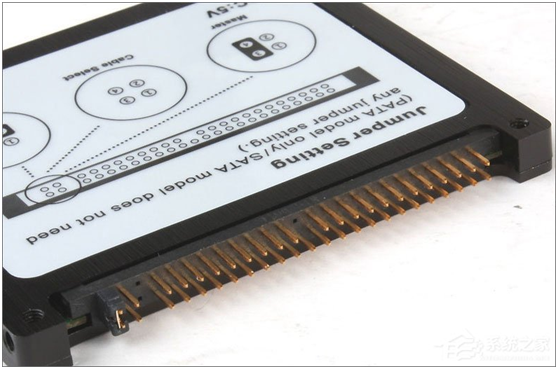 Jumper Setting
(PATA model only/SATA model does not need
any jumper setting.)
Master
Cable Select
C:5V
系统之家